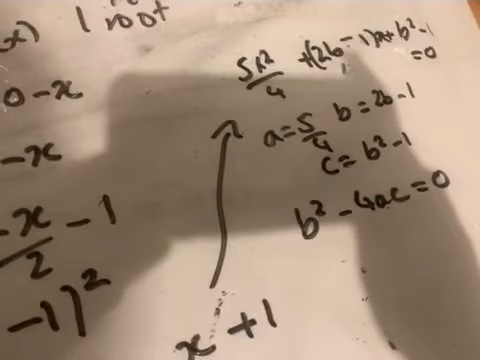 x) 1 root
5x²/4 + (2b-1)x + b²-1 = 0
0 - x
a = 5/4 b = 2b - 1
c = b² - 1
-x
b² - 4ac = 0
-x/2 - 1
-1)²
x + 1